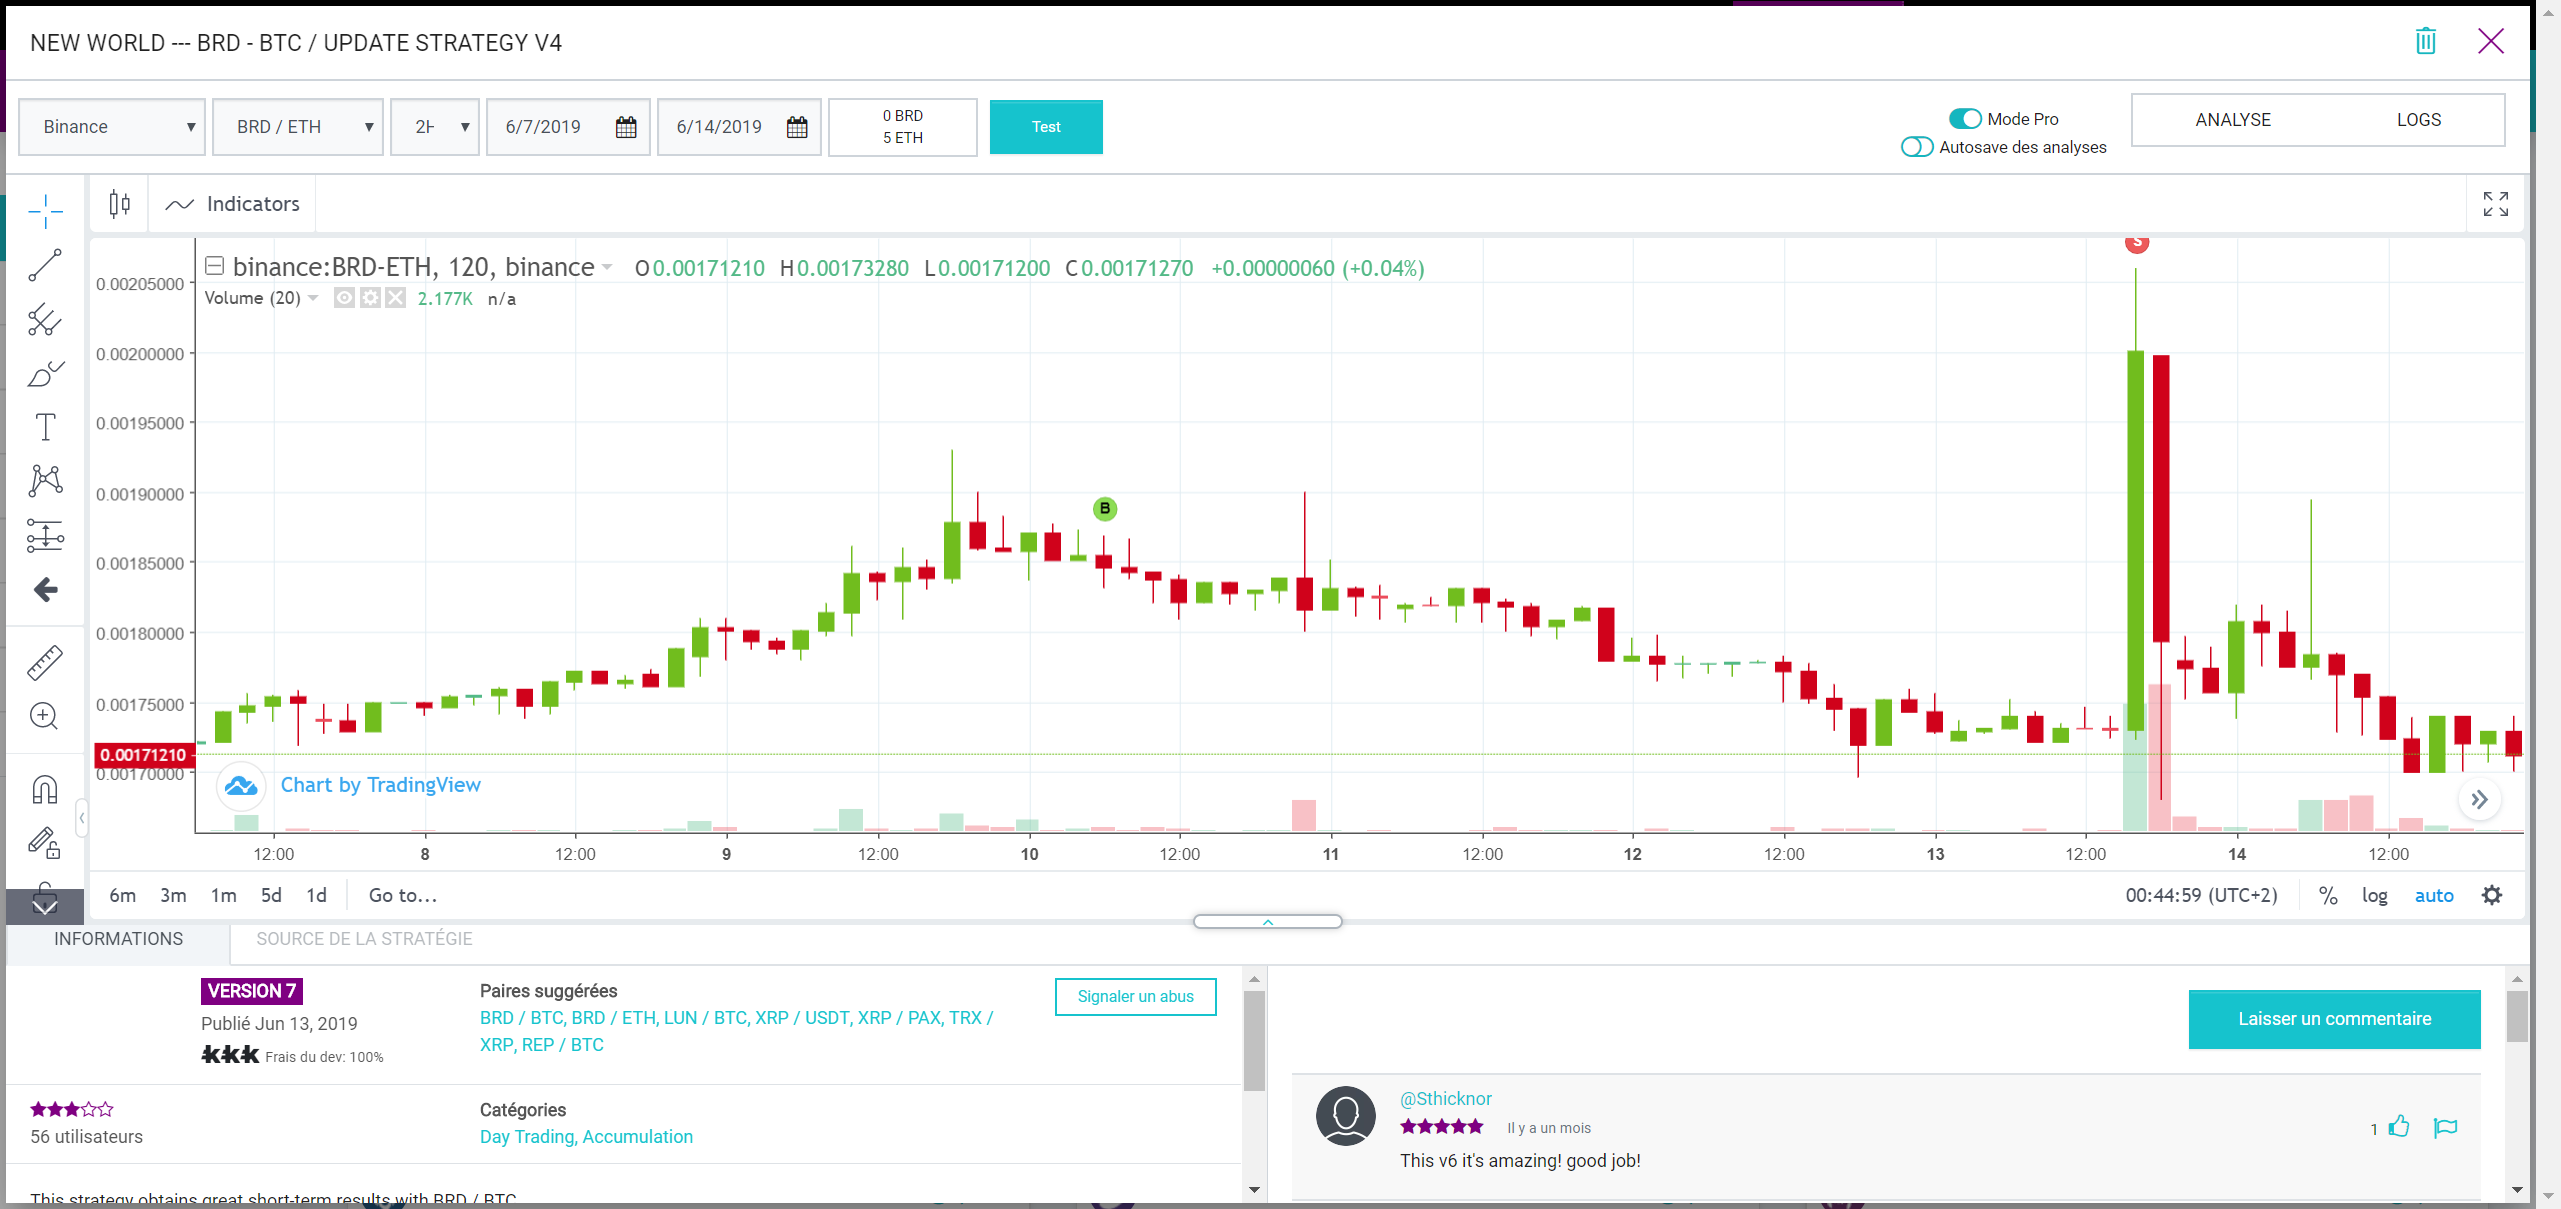 NEW WORLD --- BRD - BTC / UPDATE STRATEGY V4
Binance
BRD / ETH
6/7/2019
6/14/2019
0 BRD
5 ETH
Test
Mode Pro
Autosave des analyses
ANALYSE
LOGS
Indicators
binance:BRD-ETH, 120, binance O0.00171210 H0.00173280 L0.00171200 C0.00171270 +0.00000060 (+0.04%)
Volume (20) 2.177K n/a
S
B
0.00205000
0.00200000
0.00195000
0.00190000
0.00185000
0.00180000
0.00175000
0.00171210
0.00170000
Chart by TradingView
12:00 8 12:00 9 12:00 10 12:00 11 12:00 12 12:00 13 12:00 14 12:00
6m 3m 1m 5d 1d Go to...
00:44:59 (UTC+2) % log auto
INFORMATIONS
SOURCE DE LA STRATÉGIE
VERSION 7
Publié Jun 13, 2019
Frais du dev: 100%
Paires suggérées
BRD / BTC, BRD / ETH, LUN / BTC, XRP / USDT, XRP / PAX, TRX /
XRP, REP / BTC
Signaler un abus
56 utilisateurs
Catégories
Day Trading, Accumulation
This strategy obtains great short-term results with BRD / BTC
Laisser un commentaire
@Sthicknor
Il y a un mois
1
This v6 it's amazing! good job!